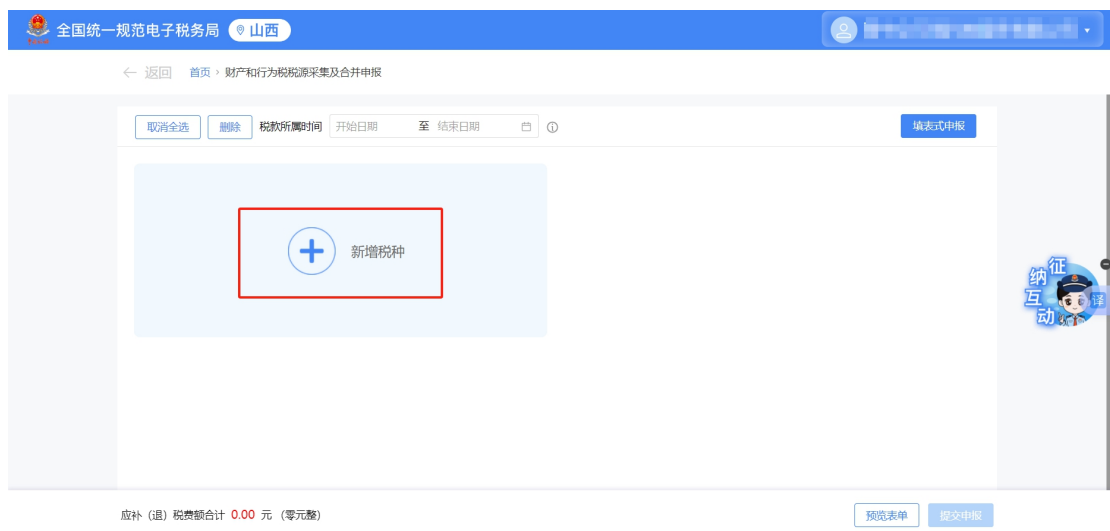 全国统一规范电子税务局 山西
返回 首页 > 财产和行为税税源采集及合并申报
取消全选 删除 税款所属时间 开始日期 至 结束日期 填表式申报
新增税种
征纳互动
译
应补（退）税费额合计 0.00 元（零元整） 预览表单 提交申报